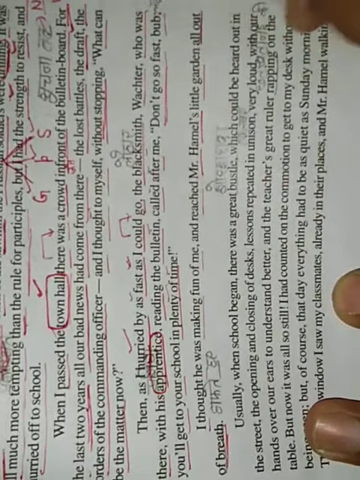 much more tempting than the rule for participles, but I had the strength to resist, and
hurried off to school.
When I passed the town hall there was a crowd in front of the bulletin-board. For
he last two years all our bad news had come from there — the lost battles, the draft, the
orders of the commanding officer — and I thought to myself, without stopping, "What can
be the matter now?"
Then, as I hurried by as fast as I could go, the blacksmith, Wachter, who was
there, with his apprentice, reading the bulletin, called after me, "Don't go so fast, bub;
you'll get to your school in plenty of time!"
I thought he was making fun of me, and reached Mr. Hamel's little garden all out
of breath.
Usually, when school began, there was a great bustle, which could be heard out in
the street, the opening and closing of desks, lessons repeated in unison, very loud, with our
hands over our ears to understand better, and the teacher's great ruler rapping on the
table. But now it was all so still! I had counted on the commotion to get to my desk witho
being; but, of course, that day everything had to be as quiet as Sunday morni
window I saw my classmates, already in their places, and Mr. Hamel walkin
G P S
सूचना
लोहार